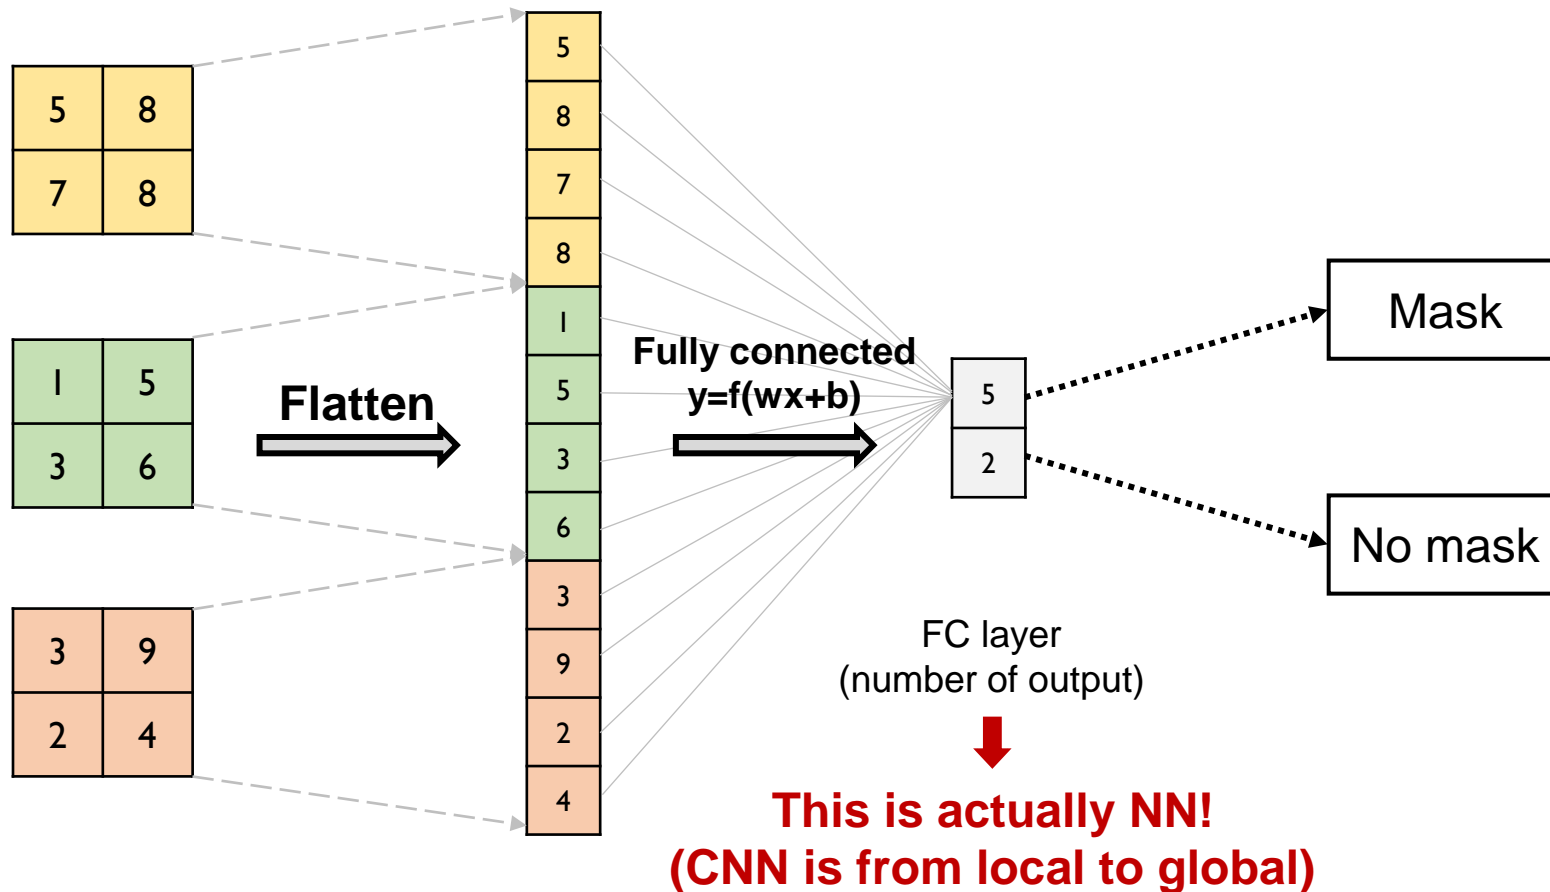 5 8
7 8
1 5
3 6
3 9
2 4
Flatten
5
8
7
8
1
5
3
6
3
9
2
4
Fully connected
y=f(wx+b)
5
2
Mask
No mask
FC layer
(number of output)
This is actually NN!
(CNN is from local to global)